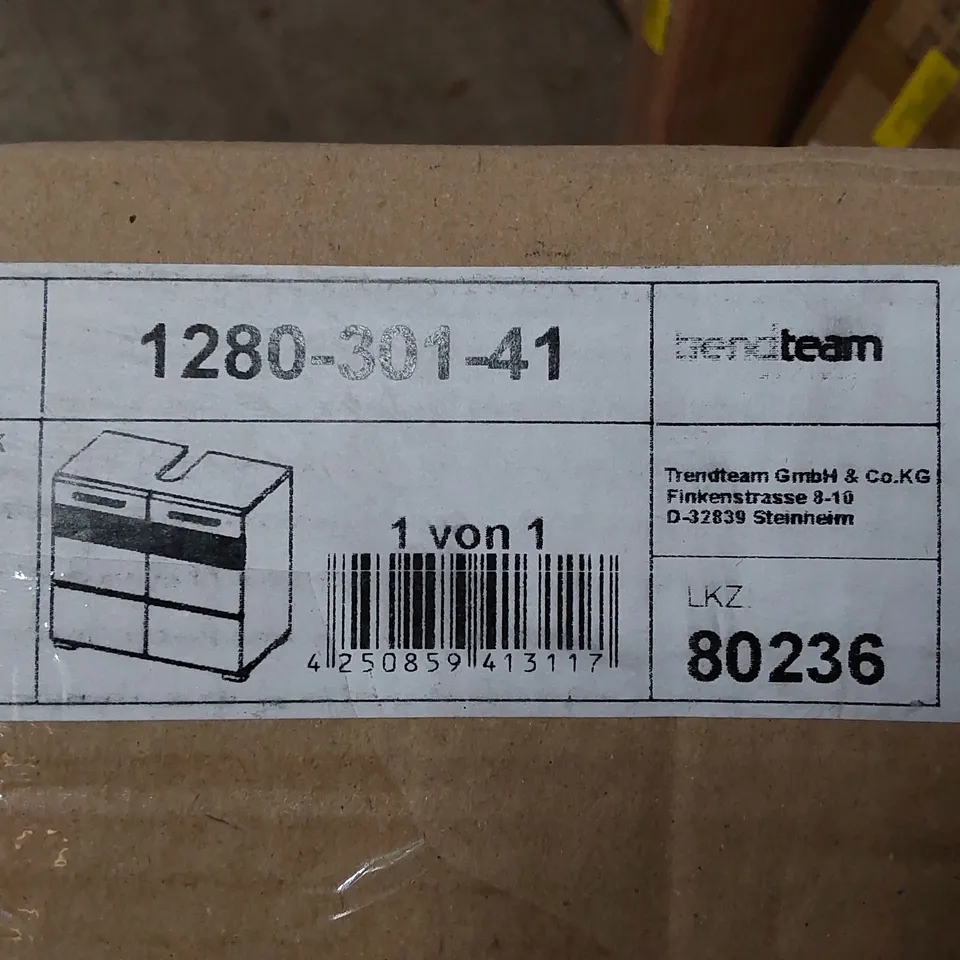 1280-301-41
trendteam
Trendteam GmbH & Co.KG
Finkenstrasse 8-10
D-32839 Steinheim
1 von 1
4 250859 413117
LKZ.
80236